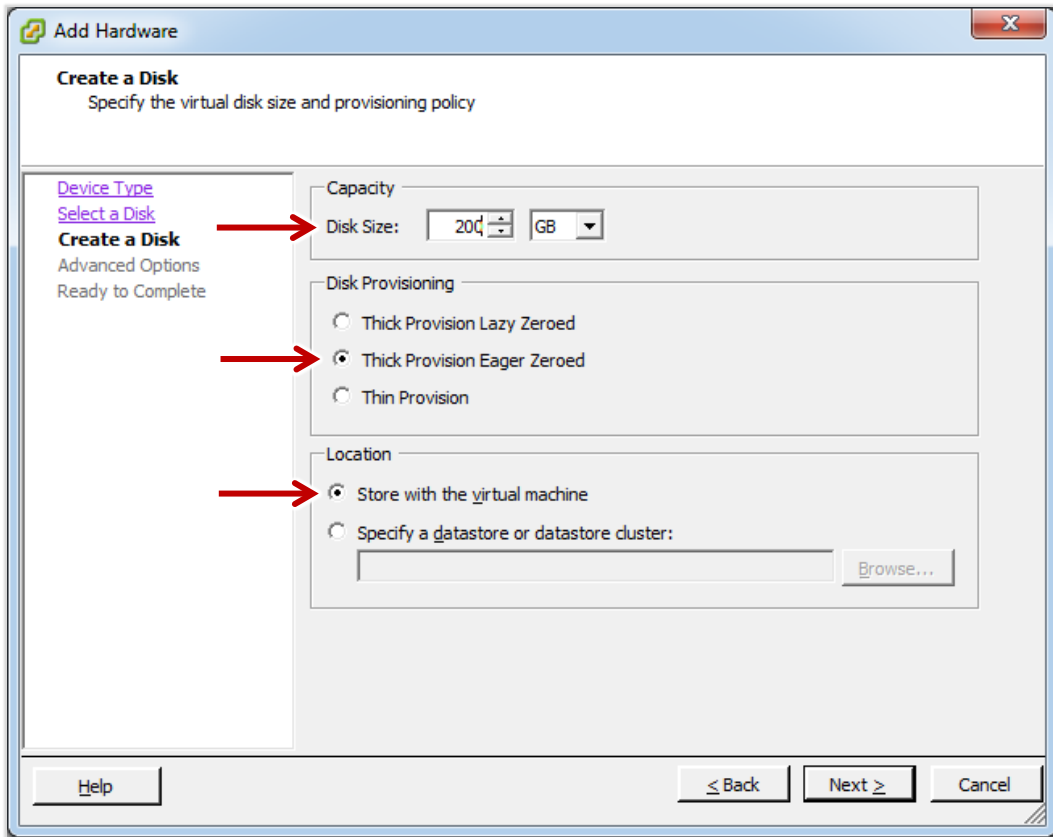 Add Hardware
Create a Disk
Specify the virtual disk size and provisioning policy
Device Type
Select a Disk
Create a Disk
Advanced Options
Ready to Complete
Capacity
Disk Size: 200 GB
Disk Provisioning
Thick Provision Lazy Zeroed
Thick Provision Eager Zeroed
Thin Provision
Location
Store with the virtual machine
Specify a datastore or datastore cluster:
Browse...
Help
< Back
Next >
Cancel